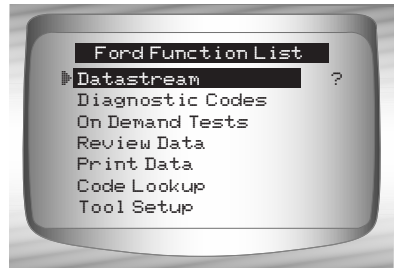 Ford Function List
Datastream ?
Diagnostic Codes
On Demand Tests
Review Data
Print Data
Code Lookup
Tool Setup